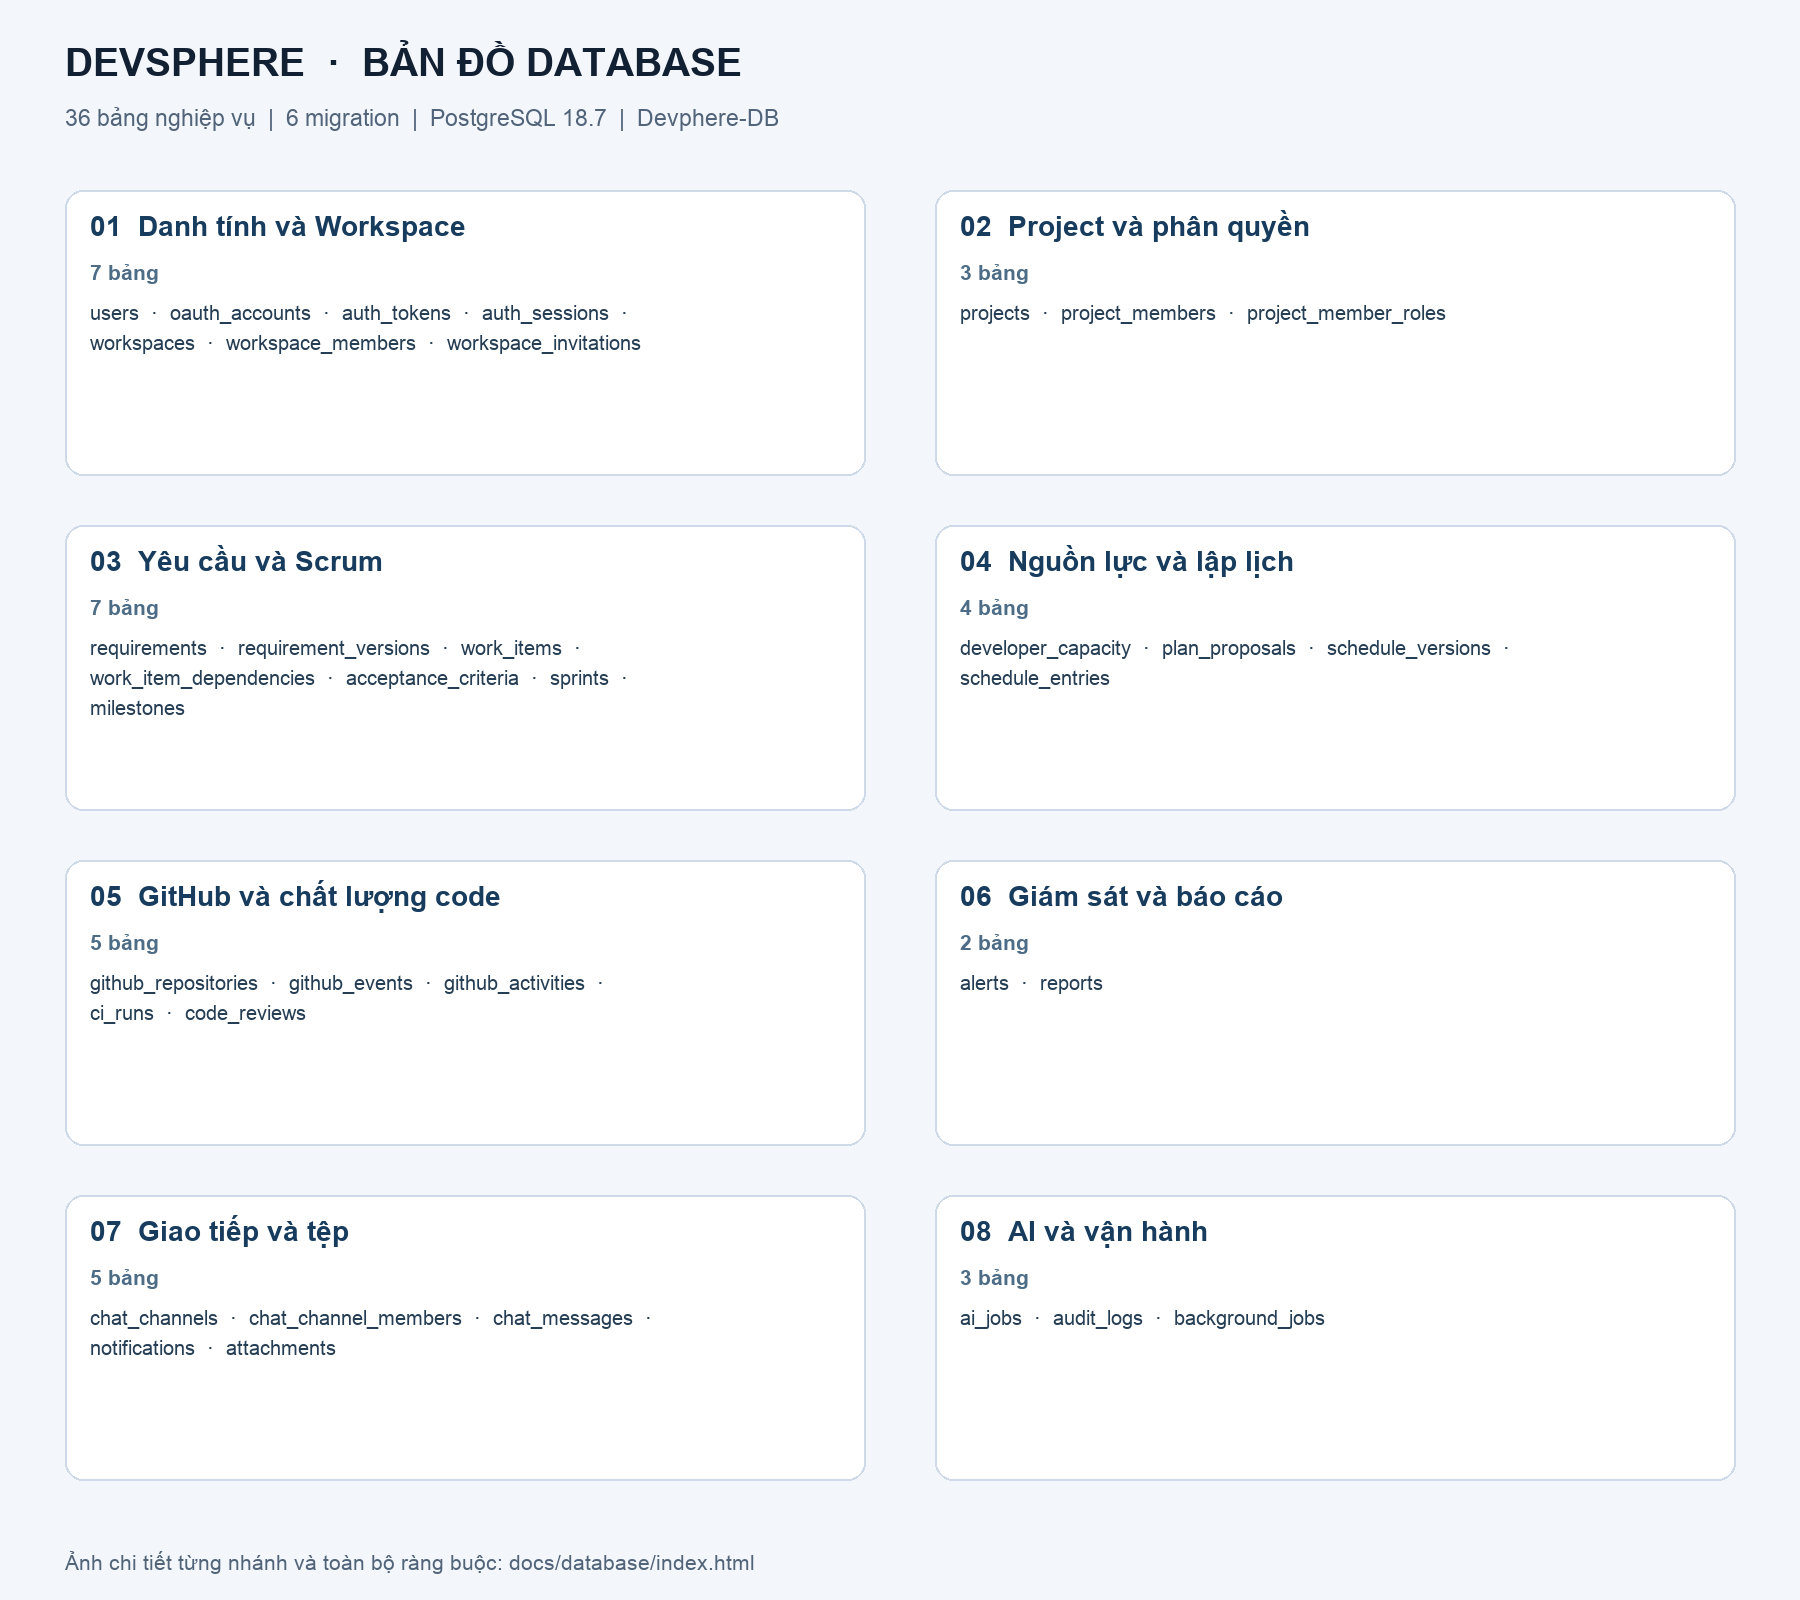 DEVSPHERE · BẢN ĐỒ DATABASE
36 bảng nghiệp vụ | 6 migration | PostgreSQL 18.7 | Devphere-DB
01 Danh tính và Workspace
7 bảng
users · oauth_accounts · auth_tokens · auth_sessions ·
workspaces · workspace_members · workspace_invitations
02 Project và phân quyền
3 bảng
projects · project_members · project_member_roles
03 Yêu cầu và Scrum
7 bảng
requirements · requirement_versions · work_items ·
work_item_dependencies · acceptance_criteria · sprints ·
milestones
04 Nguồn lực và lập lịch
4 bảng
developer_capacity · plan_proposals · schedule_versions ·
schedule_entries
05 GitHub và chất lượng code
5 bảng
github_repositories · github_events · github_activities ·
ci_runs · code_reviews
06 Giám sát và báo cáo
2 bảng
alerts · reports
07 Giao tiếp và tệp
5 bảng
chat_channels · chat_channel_members · chat_messages ·
notifications · attachments
08 AI và vận hành
3 bảng
ai_jobs · audit_logs · background_jobs
Ảnh chi tiết từng nhánh và toàn bộ ràng buộc: docs/database/index.html